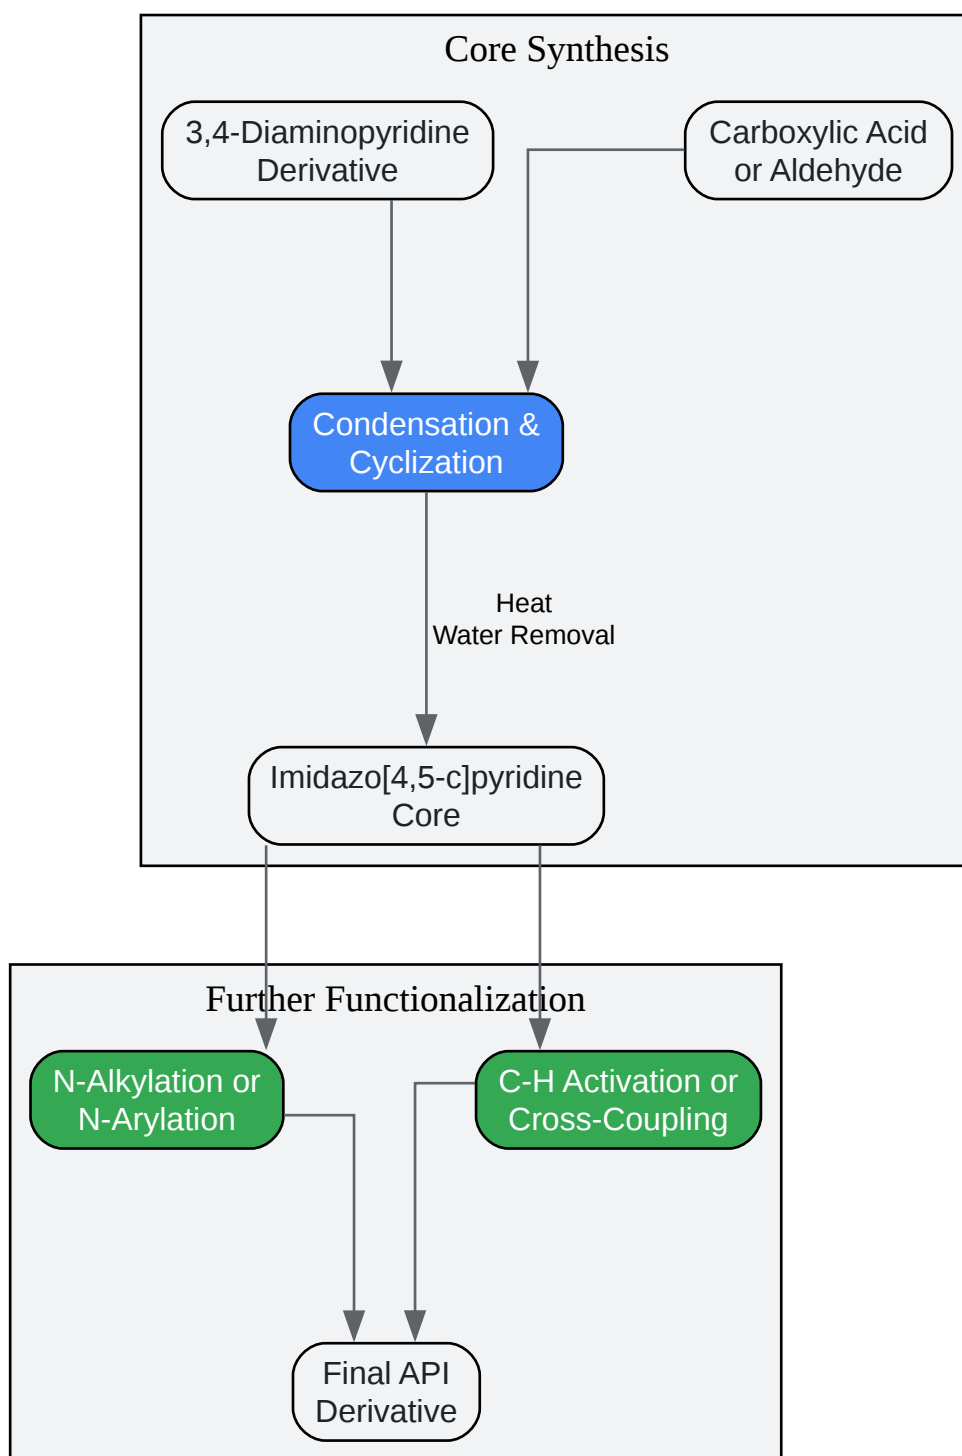 Core Synthesis
3,4-Diaminopyridine
Derivative
Carboxylic Acid
or Aldehyde
Condensation &
Cyclization
Heat
Water Removal
Imidazo[4,5-c]pyridine
Core
Further Functionalization
N-Alkylation or
N-Arylation
C-H Activation or
Cross-Coupling
Final API
Derivative